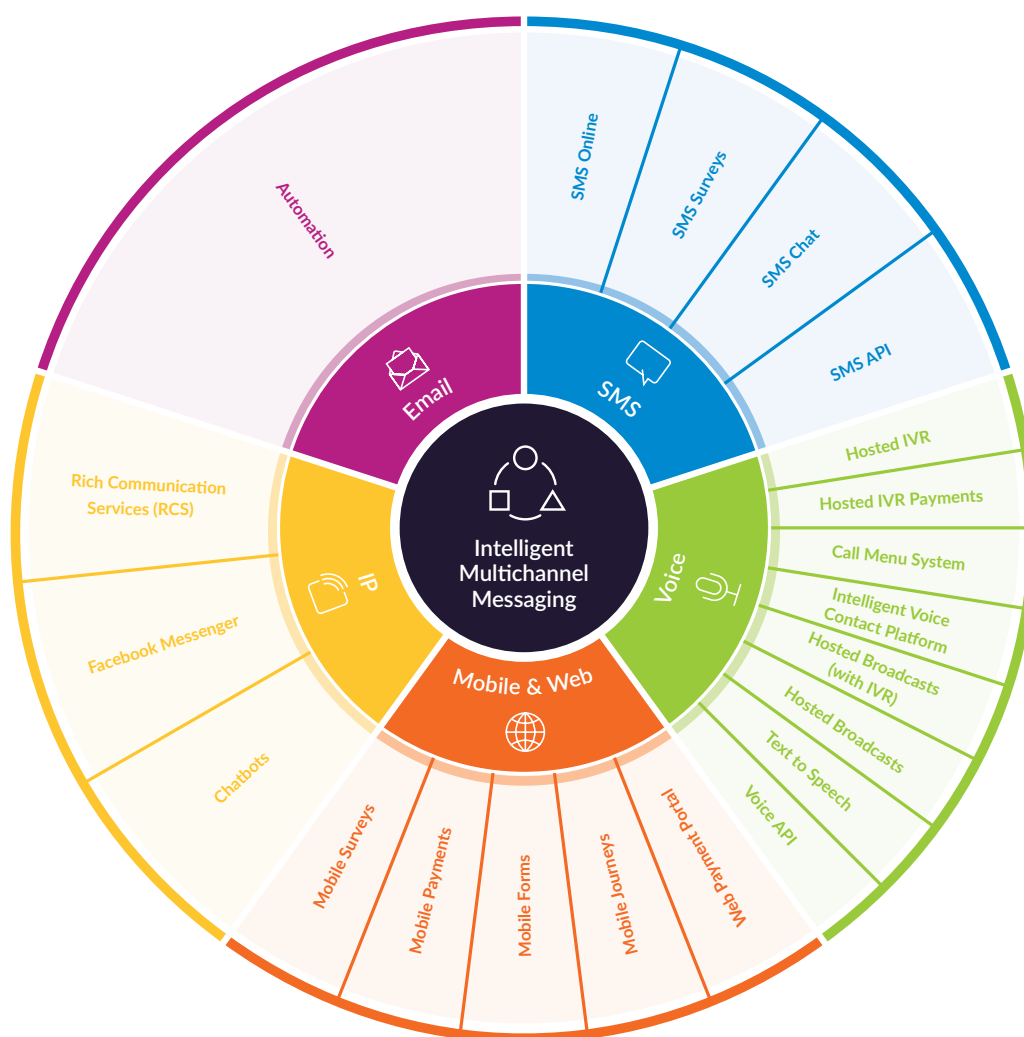 Intelligent
Multichannel
Messaging
Email
Automation
SMS
SMS Online
SMS Surveys
SMS Chat
SMS API
Voice
Hosted IVR
Hosted IVR Payments
Call Menu System
Intelligent Voice
Contact Platform
Hosted Broadcasts
(with IVR)
Hosted Broadcasts
Text to Speech
Voice API
Mobile & Web
Web Payment Portal
Mobile Journeys
Mobile Forms
Mobile Payments
Mobile Surveys
IP
Chatbots
Facebook Messenger
Rich Communication
Services (RCS)